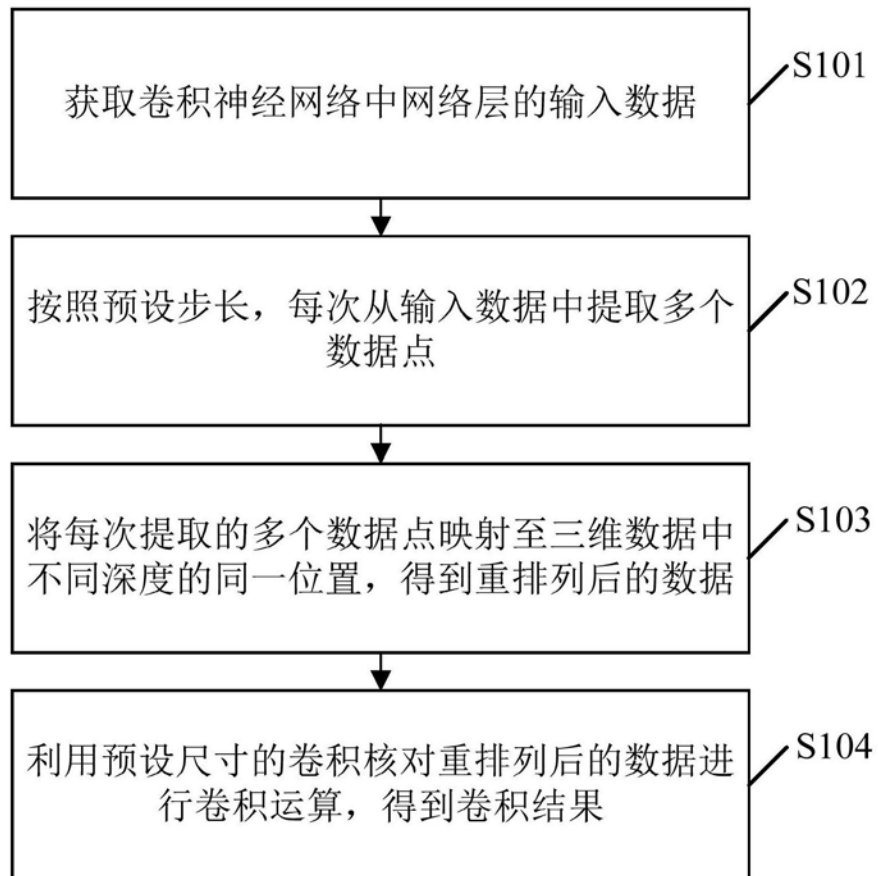 获取卷积神经网络中网络层的输入数据
S101
按照预设步长，每次从输入数据中提取多个
数据点
S102
将每次提取的多个数据点映射至三维数据中
不同深度的同一位置，得到重排列后的数据
S103
利用预设尺寸的卷积核对重排列后的数据进
行卷积运算，得到卷积结果
S104